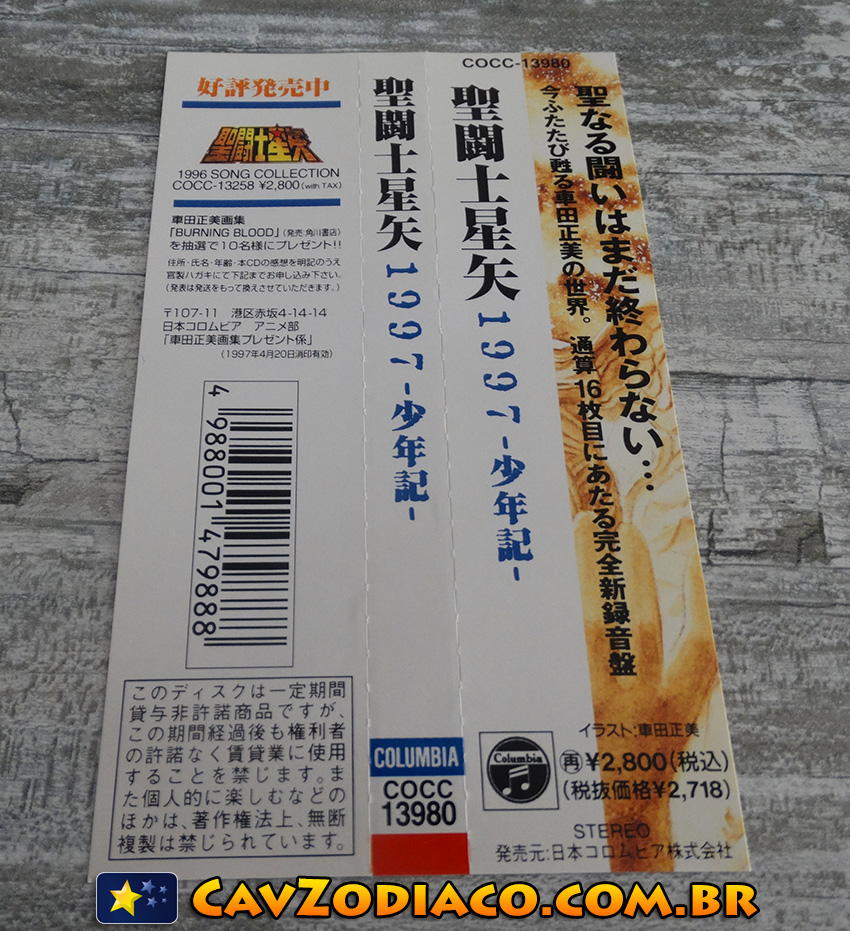 好評発売中
聖闘士星矢
1996 SONG COLLECTION
COCC-13258 ¥2,800(with TAX)
車田正美画集
「BURNING BLOOD」(発売:角川書店)
を抽選で10名様にプレゼント!!
住所・氏名・年齢・本CDの感想を明記のうえ
官製ハガキにて下記までお申し込み下さい。
(発表は発送をもって換えさせていただきます。)
〒107-11 港区赤坂4-14-14
日本コロムビア アニメ部
「車田正美画集プレゼント係」
(1997年4月20日消印有効)
4 988001 479888
このディスクは一定期間
貸与非許諾商品ですが、
この期間経過後も権利者
の許諾なく賃貸業に使用
することを禁じます。ま
た個人的に楽しむなどの
ほかは、著作権法上、無断
複製は禁じられています。
聖闘士星矢 1997-少年記-
COLUMBIA
COCC
13980
COCC-13980
聖闘士星矢 1997-少年記-
聖なる闘いはまだ終わらない…
今ふたたび甦る車田正美の世界。通算16枚目にあたる完全新録音盤
イラスト:車田正美
Columbia
再¥2,800(税込)
(税抜価格¥2,718)
STEREO
発売元:日本コロムビア株式会社
CAVZODIACO.COM.BR